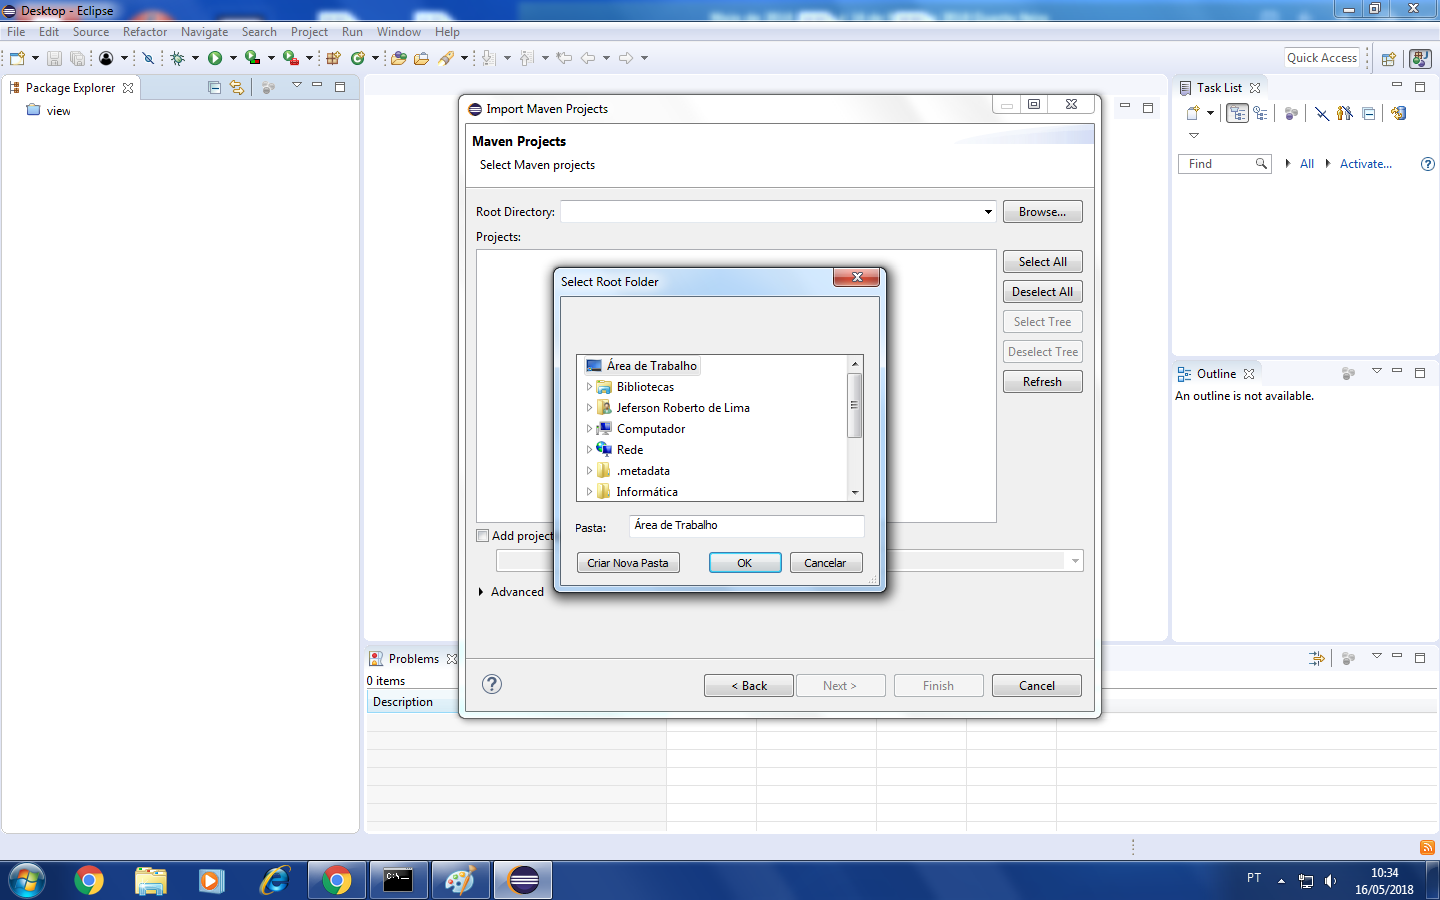 Desktop - Eclipse
File Edit Source Refactor Navigate Search Project Run Window Help
Quick Access
Package Explorer
view
Import Maven Projects
Maven Projects
Select Maven projects
Root Directory:
Browse...
Projects:
Select All
Deselect All
Select Tree
Deselect Tree
Refresh
Select Root Folder
Área de Trabalho
Bibliotecas
Jeferson Roberto de Lima
Computador
Rede
.metadata
Informática
Pasta: Área de Trabalho
Criar Nova Pasta OK Cancelar
Add project
Advanced
< Back Next > Finish Cancel
Task List
Find All Activate...
Outline
An outline is not available.
Problems
0 items
Description
PT
10:34
16/05/2018